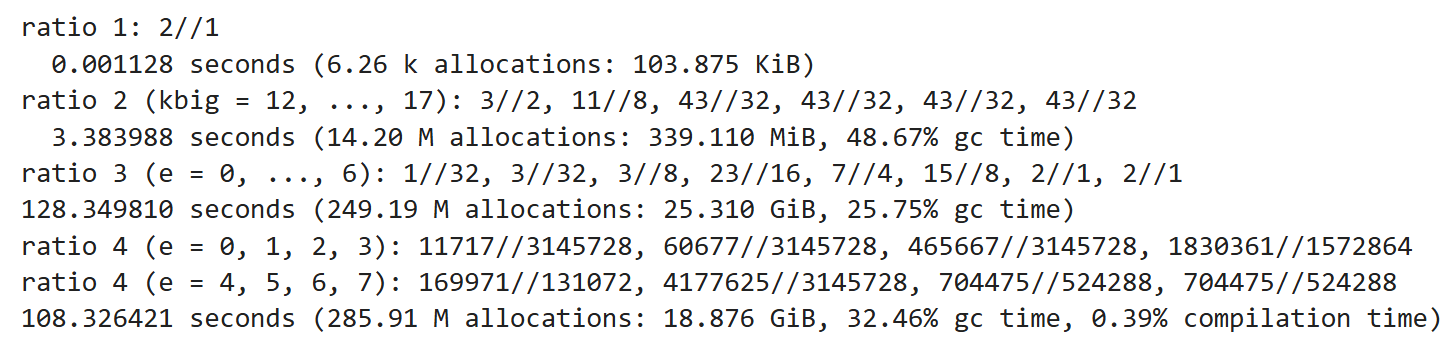 ratio 1: 2//1
  0.001128 seconds (6.26 k allocations: 103.875 KiB)
ratio 2 (kbig = 12, ..., 17): 3//2, 11//8, 43//32, 43//32, 43//32, 43//32
  3.383988 seconds (14.20 M allocations: 339.110 MiB, 48.67% gc time)
ratio 3 (e = 0, ..., 6): 1//32, 3//32, 3//8, 23//16, 7//4, 15//8, 2//1, 2//1
128.349810 seconds (249.19 M allocations: 25.310 GiB, 25.75% gc time)
ratio 4 (e = 0, 1, 2, 3): 11717//3145728, 60677//3145728, 465667//3145728, 1830361//1572864
ratio 4 (e = 4, 5, 6, 7): 169971//131072, 4177625//3145728, 704475//524288, 704475//524288
108.326421 seconds (285.91 M allocations: 18.876 GiB, 32.46% gc time, 0.39% compilation time)